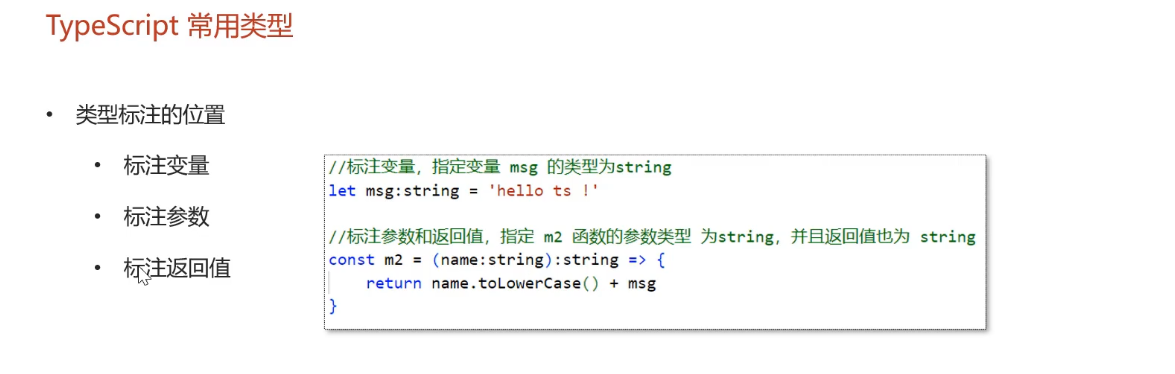 TypeScript 常用类型
• 类型标注的位置
• 标注变量
• 标注参数
• 标注返回值
//标注变量，指定变量 msg 的类型为string
let msg:string = 'hello ts !'
//标注参数和返回值，指定 m2 函数的参数类型 为string，并且返回值也为 string
const m2 = (name:string):string => {
return name.toLowerCase() + msg
}